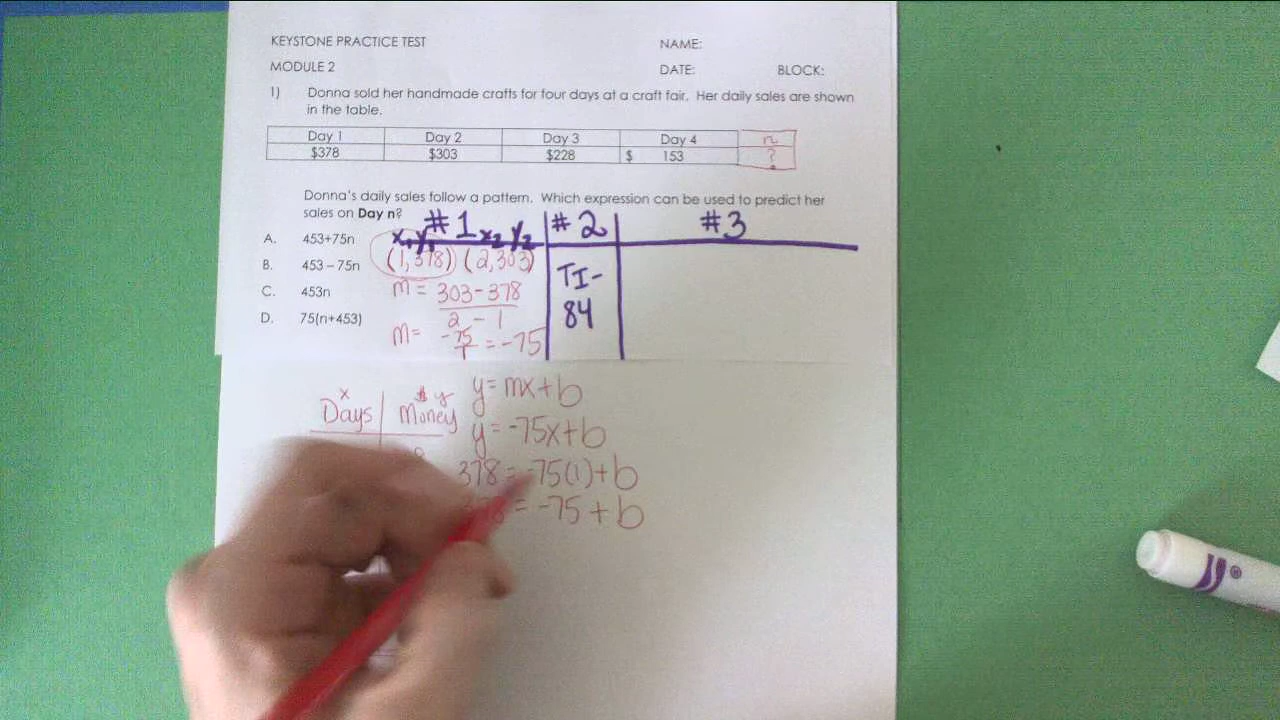 KEYSTONE PRACTICE TEST NAME:
MODULE 2 DATE: BLOCK:
1) Donna sold her handmade crafts for four days at a craft fair. Her daily sales are shown
in the table.
Day 1 Day 2 Day 3 Day 4 n
$378 $303 $228 $ 153 ?
Donna's daily sales follow a pattern. Which expression can be used to predict her
sales on Day n?
#1 #2 #3
A. 453+75n
x1 y1 x2 y2
B. 453 – 75n
(1,378) (2,303)
C. 453n
m = 303 - 378
2 - 1
D. 75(n+453)
m = -75
1 = -75
TI-
84
x $ y
Days Money
y = mx + b
y = -75x + b
378 = -75(1) + b
= -75 + b